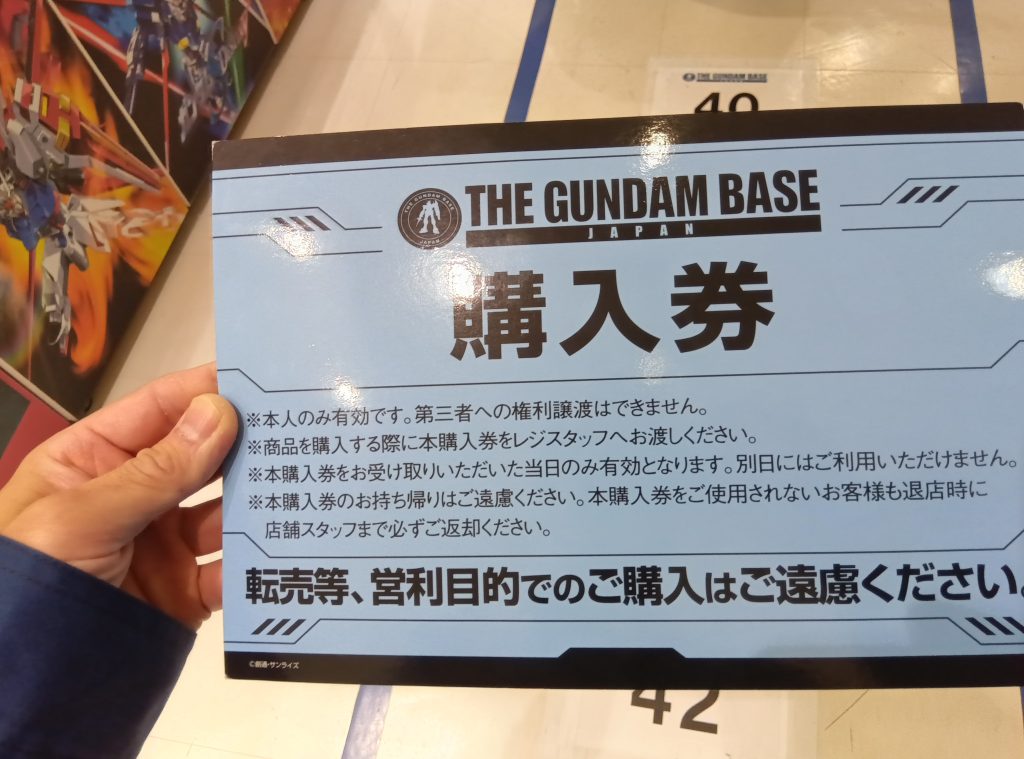 THE GUNDAM BASE
40
THE GUNDAM BASE
JAPAN
THE GUNDAM BASE
JAPAN
購入券
※本人のみ有効です。第三者への権利譲渡はできません。
※商品を購入する際に本購入券をレジスタッフへお渡しください。
※本購入券をお受け取りいただいた当日のみ有効となります。別日にはご利用いただけません。
※本購入券のお持ち帰りはご遠慮ください。本購入券をご使用されないお客様も退店時に
店舗スタッフまで必ずご返却ください。
転売等、営利目的でのご購入はご遠慮ください。
©創通・サンライズ
42